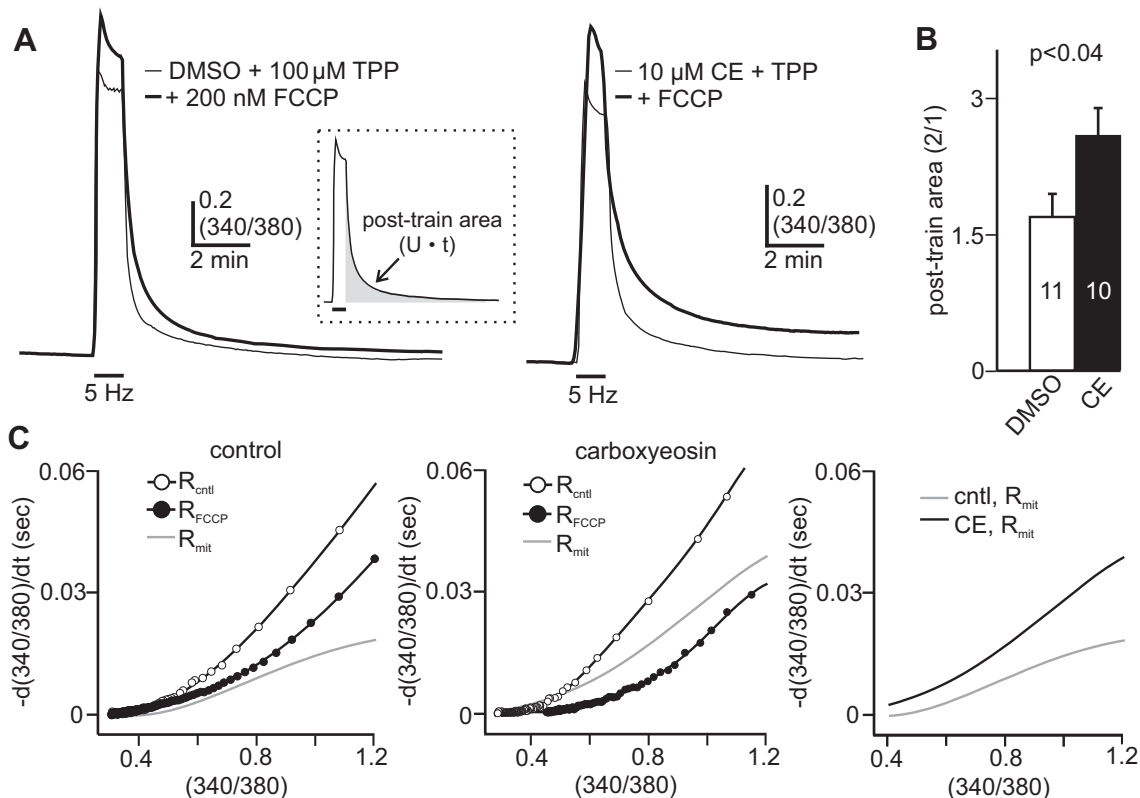 A
DMSO + 100 μM TPP
+ 200 nM FCCP
0.2
(340/380)
2 min
5 Hz
post-train area
(U • t)
10 μM CE + TPP
+ FCCP
0.2
(340/380)
2 min
5 Hz
B
p<0.04
post-train area (2/1)
3
1.5
0
11
10
DMSO
CE
C
control
-d(340/380)/dt (sec)
0.06
0.03
0
R_cntl
R_FCCP
R_mit
0.4
0.8
1.2
(340/380)
carboxyeosin
-d(340/380)/dt (sec)
0.06
0.03
0
R_cntl
R_FCCP
R_mit
0.4
0.8
1.2
(340/380)
-d(340/380)/dt (sec)
0.06
0.03
0
cntl, R_mit
CE, R_mit
0.4
0.8
1.2
(340/380)